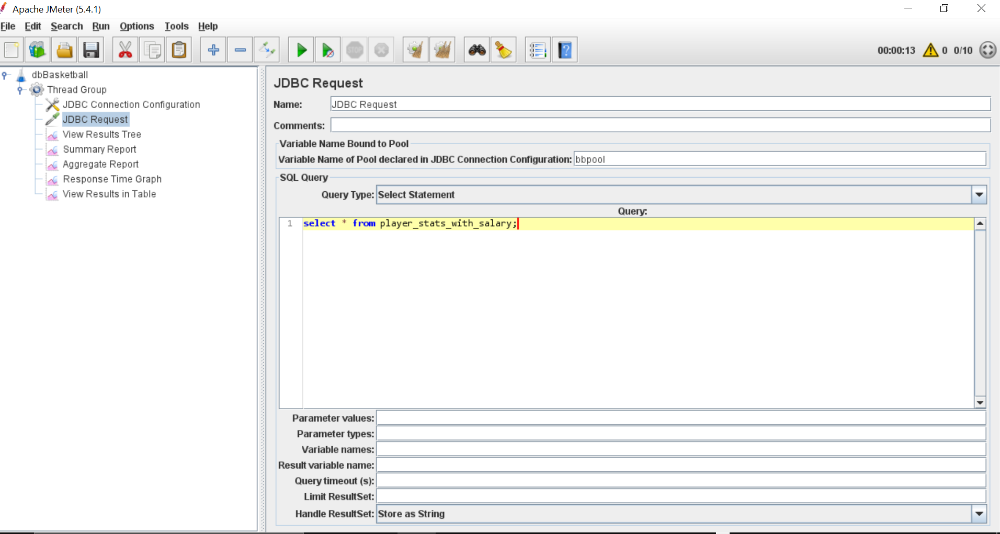 Apache JMeter (5.4.1)
File Edit Search Run Options Tools Help
STOP
?
00:00:13 0 0/10
dbBasketball
Thread Group
JDBC Connection Configuration
JDBC Request
View Results Tree
Summary Report
Aggregate Report
Response Time Graph
View Results in Table
JDBC Request
Name: JDBC Request
Comments:
Variable Name Bound to Pool
Variable Name of Pool declared in JDBC Connection Configuration: bbpool
SQL Query
Query Type: Select Statement
Query:
1 select * from player_stats_with_salary;
Parameter values:
Parameter types:
Variable names:
Result variable name:
Query timeout (s):
Limit ResultSet:
Handle ResultSet: Store as String